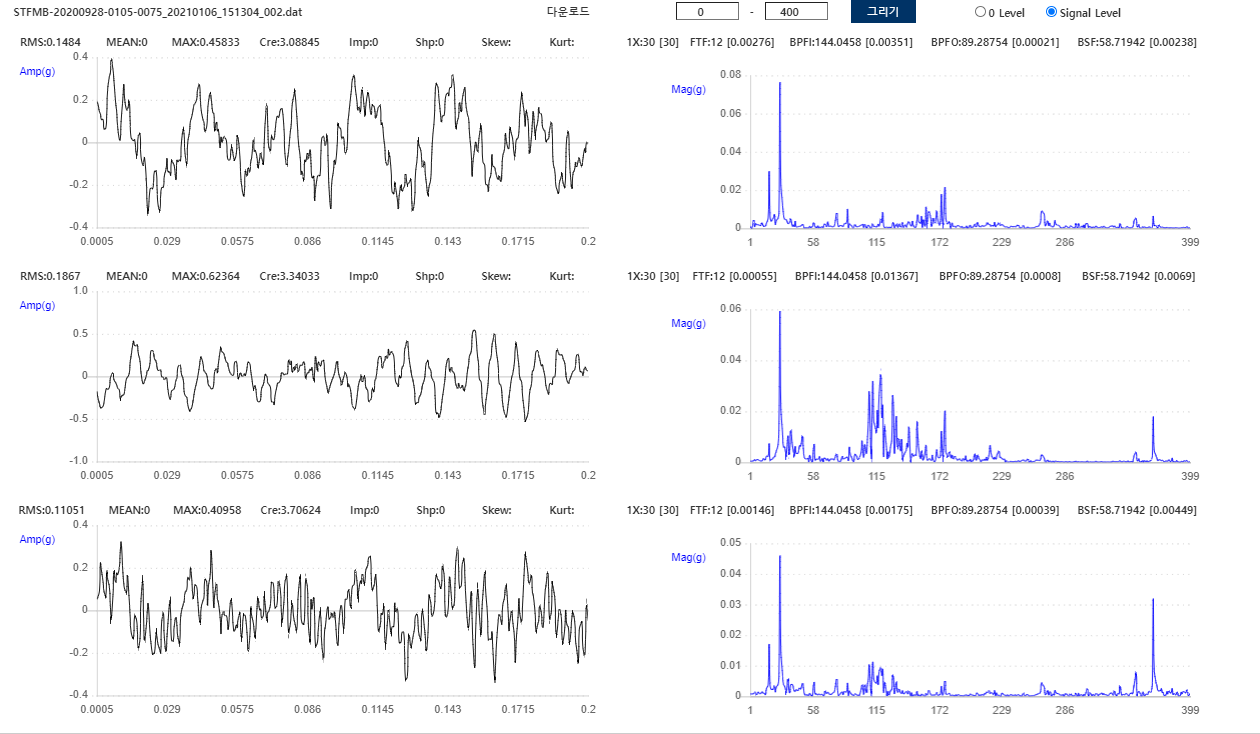 STFMB-20200928-0105-0075_20210106_151304_002.dat 다운로드 0 - 400 그리기 0 Level Signal Level
RMS:0.1484 MEAN:0 MAX:0.45833 Cre:3.08845 Imp:0 Shp:0 Skew: Kurt: 1X:30 [30] FTF:12 [0.00276] BPFI:144.0458 [0.00351] BPFO:89.28754 [0.00021] BSF:58.71942 [0.00238]
Amp(g) 0.4 0.2 0 -0.2 -0.4
0.0005 0.029 0.0575 0.086 0.1145 0.143 0.1715 0.2
Mag(g) 0.08 0.06 0.04 0.02 0
1 58 115 172 229 286 399
RMS:0.1867 MEAN:0 MAX:0.62364 Cre:3.34033 Imp:0 Shp:0 Skew: Kurt: 1X:30 [30] FTF:12 [0.00055] BPFI:144.0458 [0.01367] BPFO:89.28754 [0.0008] BSF:58.71942 [0.0069]
Amp(g) 1.0 0.5 0 -0.5 -1.0
0.0005 0.029 0.0575 0.086 0.1145 0.143 0.1715 0.2
Mag(g) 0.06 0.04 0.02 0
1 58 115 172 229 286 399
RMS:0.11051 MEAN:0 MAX:0.40958 Cre:3.70624 Imp:0 Shp:0 Skew: Kurt: 1X:30 [30] FTF:12 [0.00146] BPFI:144.0458 [0.00175] BPFO:89.28754 [0.00039] BSF:58.71942 [0.00449]
Amp(g) 0.4 0.2 0 -0.2 -0.4
0.0005 0.029 0.0575 0.086 0.1145 0.143 0.1715 0.2
Mag(g) 0.05 0.04 0.03 0.02 0.01 0
1 58 115 172 229 286 399